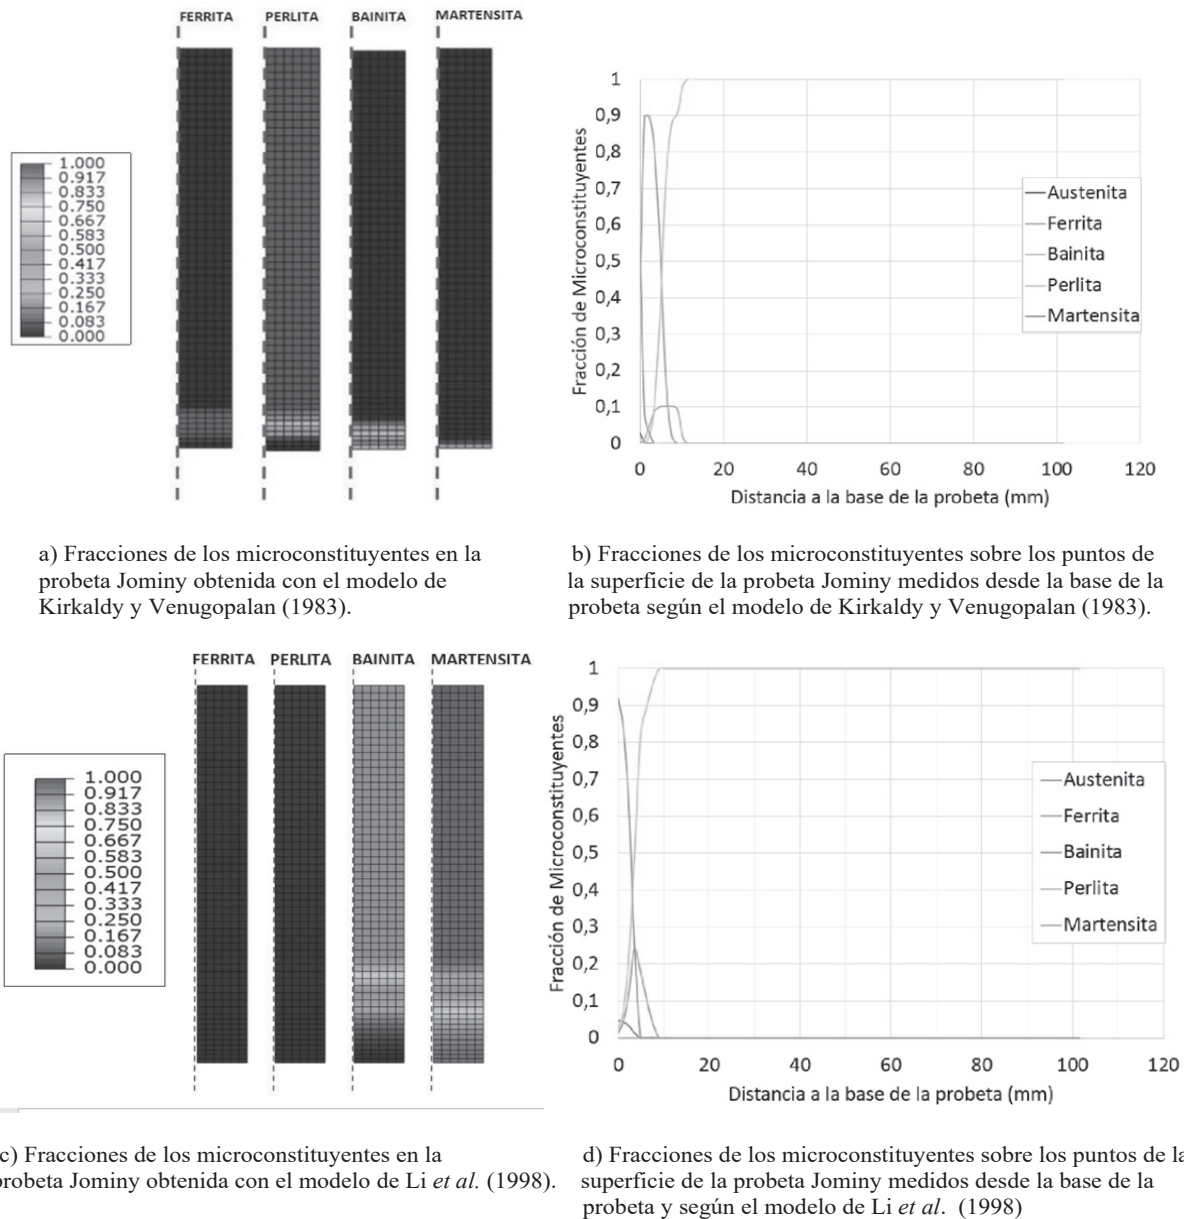 FERRITA PERLITA BAINITA MARTENSITA
1.000
0.917
0.833
0.750
0.667
0.583
0.500
0.417
0.333
0.250
0.167
0.083
0.000
Fracción de Microconstituyentes
1
0,9
0,8
0,7
0,6
0,5
0,4
0,3
0,2
0,1
0
0 20 40 60 80 100 120
Distancia a la base de la probeta (mm)
Austenita
Ferrita
Bainita
Perlita
Martensita
a) Fracciones de los microconstituyentes en la
probeta Jominy obtenida con el modelo de
Kirkaldy y Venugopalan (1983).
b) Fracciones de los microconstituyentes sobre los puntos de
la superficie de la probeta Jominy medidos desde la base de la
probeta según el modelo de Kirkaldy y Venugopalan (1983).
FERRITA PERLITA BAINITA MARTENSITA
1.000
0.917
0.833
0.750
0.667
0.583
0.500
0.417
0.333
0.250
0.167
0.083
0.000
Fracción de Microconstituyentes
1
0,9
0,8
0,7
0,6
0,5
0,4
0,3
0,2
0,1
0
0 20 40 60 80 100 120
Distancia a la base de la probeta (mm)
Austenita
Ferrita
Bainita
Perlita
Martensita
c) Fracciones de los microconstituyentes en la
probeta Jominy obtenida con el modelo de Li et al. (1998).
d) Fracciones de los microconstituyentes sobre los puntos de la
superficie de la probeta Jominy medidos desde la base de la
probeta y según el modelo de Li et al. (1998)